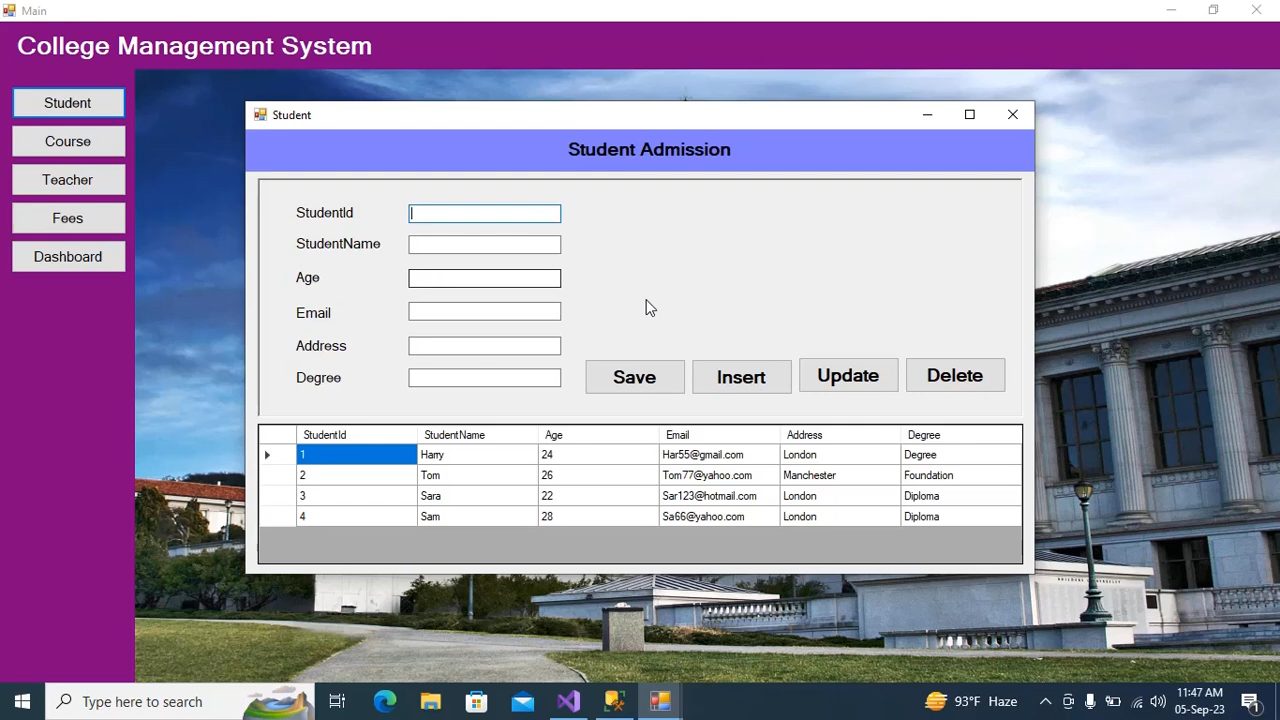 Main
College Management System
Student
Course
Teacher
Fees
Dashboard
Student
Student Admission
StudentId
StudentName
Age
Email
Address
Degree
Save Insert Update Delete
StudentId StudentName Age Email Address Degree
1 Harry 24 Har55@gmail.com London Degree
2 Tom 26 Tom77@yahoo.com Manchester Foundation
3 Sara 22 Sar123@hotmail.com London Diploma
4 Sam 28 Sa66@yahoo.com London Diploma
Type here to search
93°F Haze
11:47 AM
05-Sep-23
1